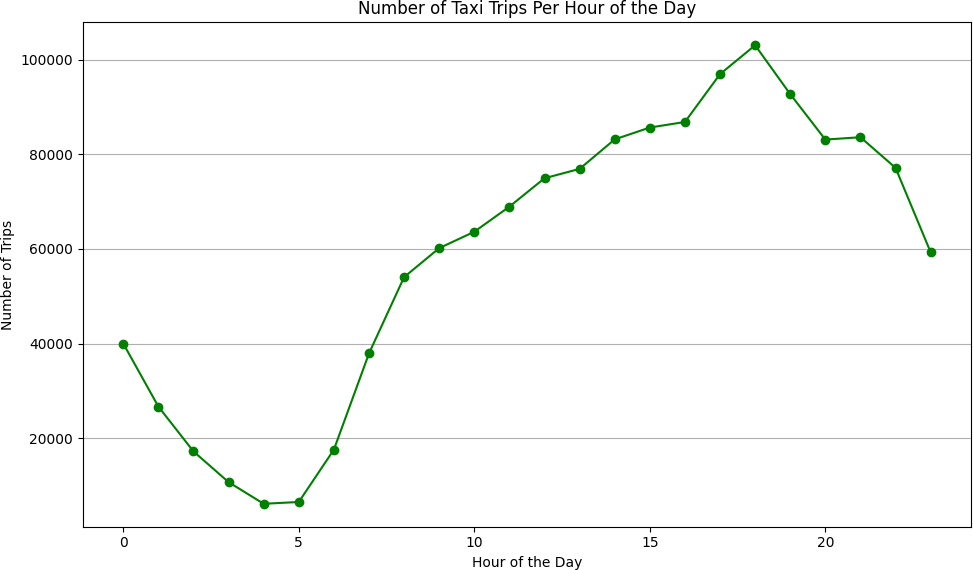 Number of Taxi Trips Per Hour of the Day
100000
80000
60000
40000
20000
Number of Trips
0 5 10 15 20
Hour of the Day